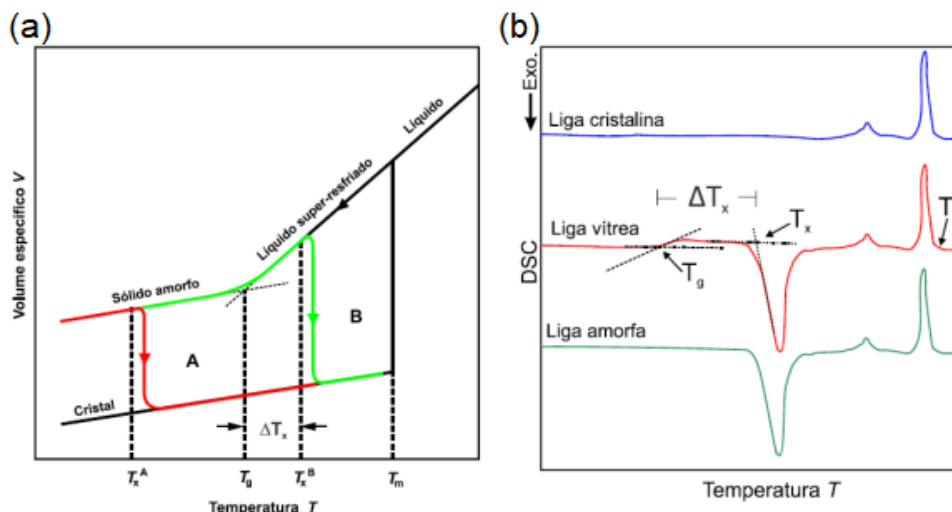 (a)
Volume específico V
Líquido
Líquido super-resfriado
Sólido amorfo
A
B
Cristal
ΔTx
TxA
Tg
TxB
Tm
Temperatura T
(b)
Exo.
DSC
Liga cristalina
ΔTx
Liga vítrea
Tx
T
Tg
Liga amorfa
Temperatura T